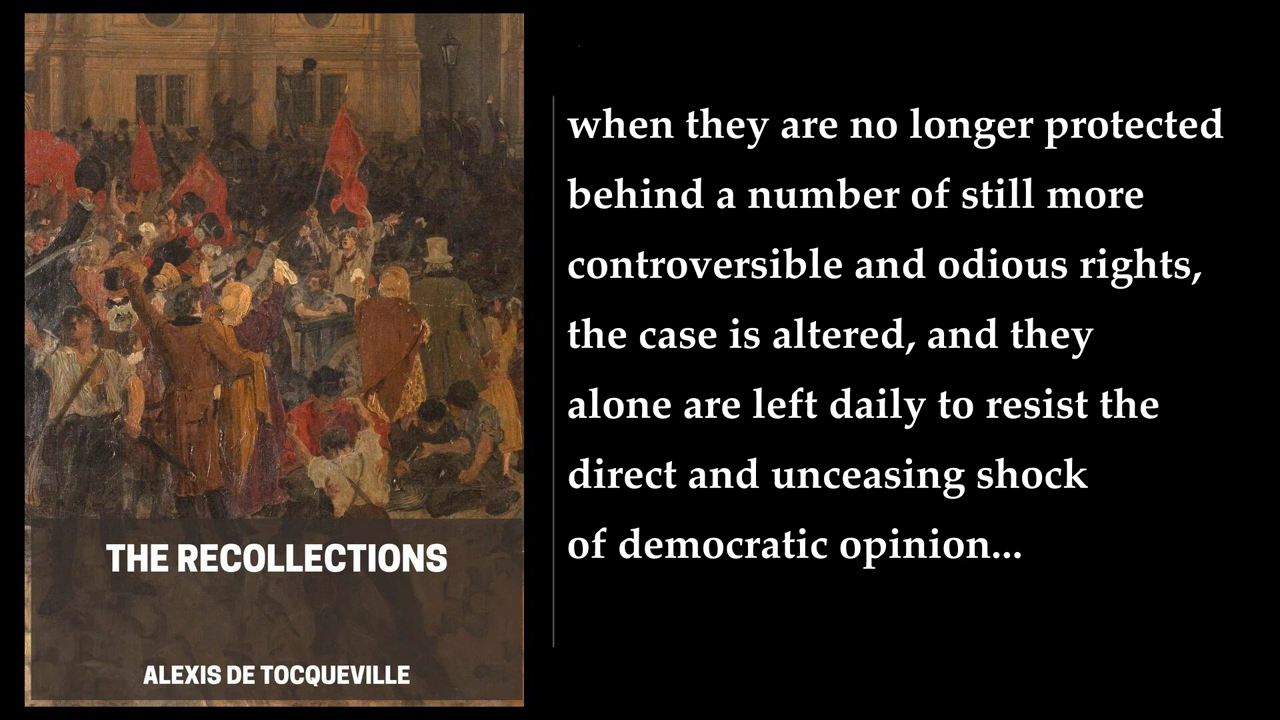 THE RECOLLECTIONS
ALEXIS DE TOCQUEVILLE
when they are no longer protected
behind a number of still more
controversible and odious rights,
the case is altered, and they
alone are left daily to resist the
direct and unceasing shock
of democratic opinion...